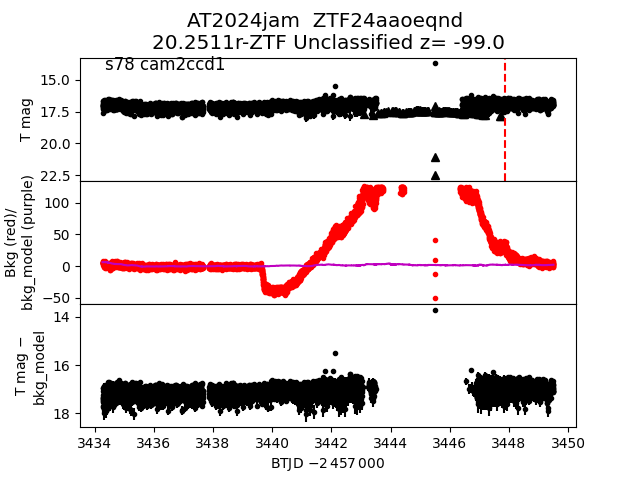 AT2024jam  ZTF24aaoeqnd
20.2511r-ZTF Unclassified z= -99.0
s78 cam2ccd1
T mag
15.0
17.5
20.0
22.5
Bkg (red)/
bkg_model (purple)
100
50
0
−50
T mag −
bkg_model
14
16
18
3434 3436 3438 3440 3442 3444 3446 3448 3450
BTJD −2 457 000